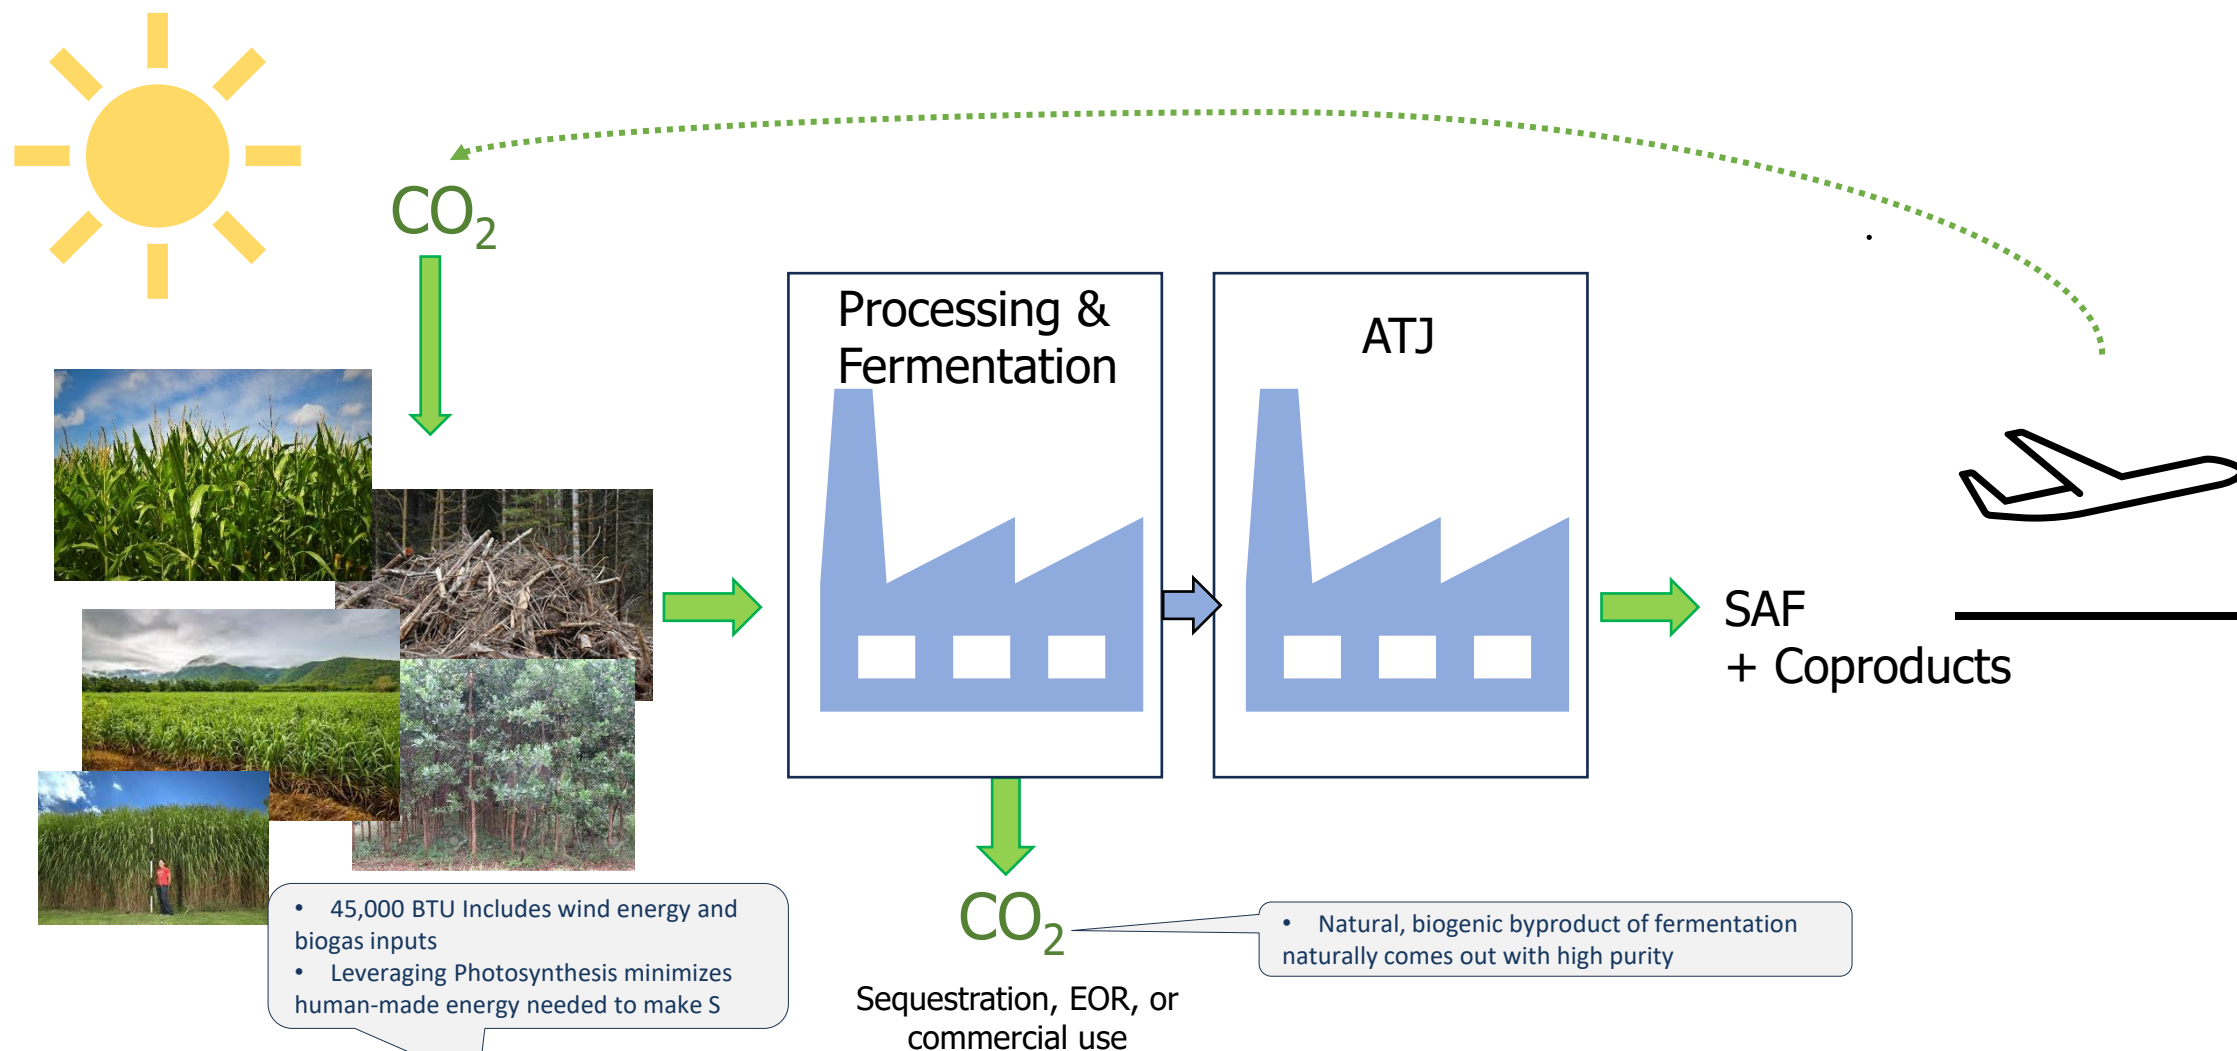 CO₂
Processing &
Fermentation
ATJ
SAF
+ Coproducts
• 45,000 BTU Includes wind energy and
biogas inputs
• Leveraging Photosynthesis minimizes
human-made energy needed to make S
CO₂
• Natural, biogenic byproduct of fermentation
naturally comes out with high purity
Sequestration, EOR, or
commercial use